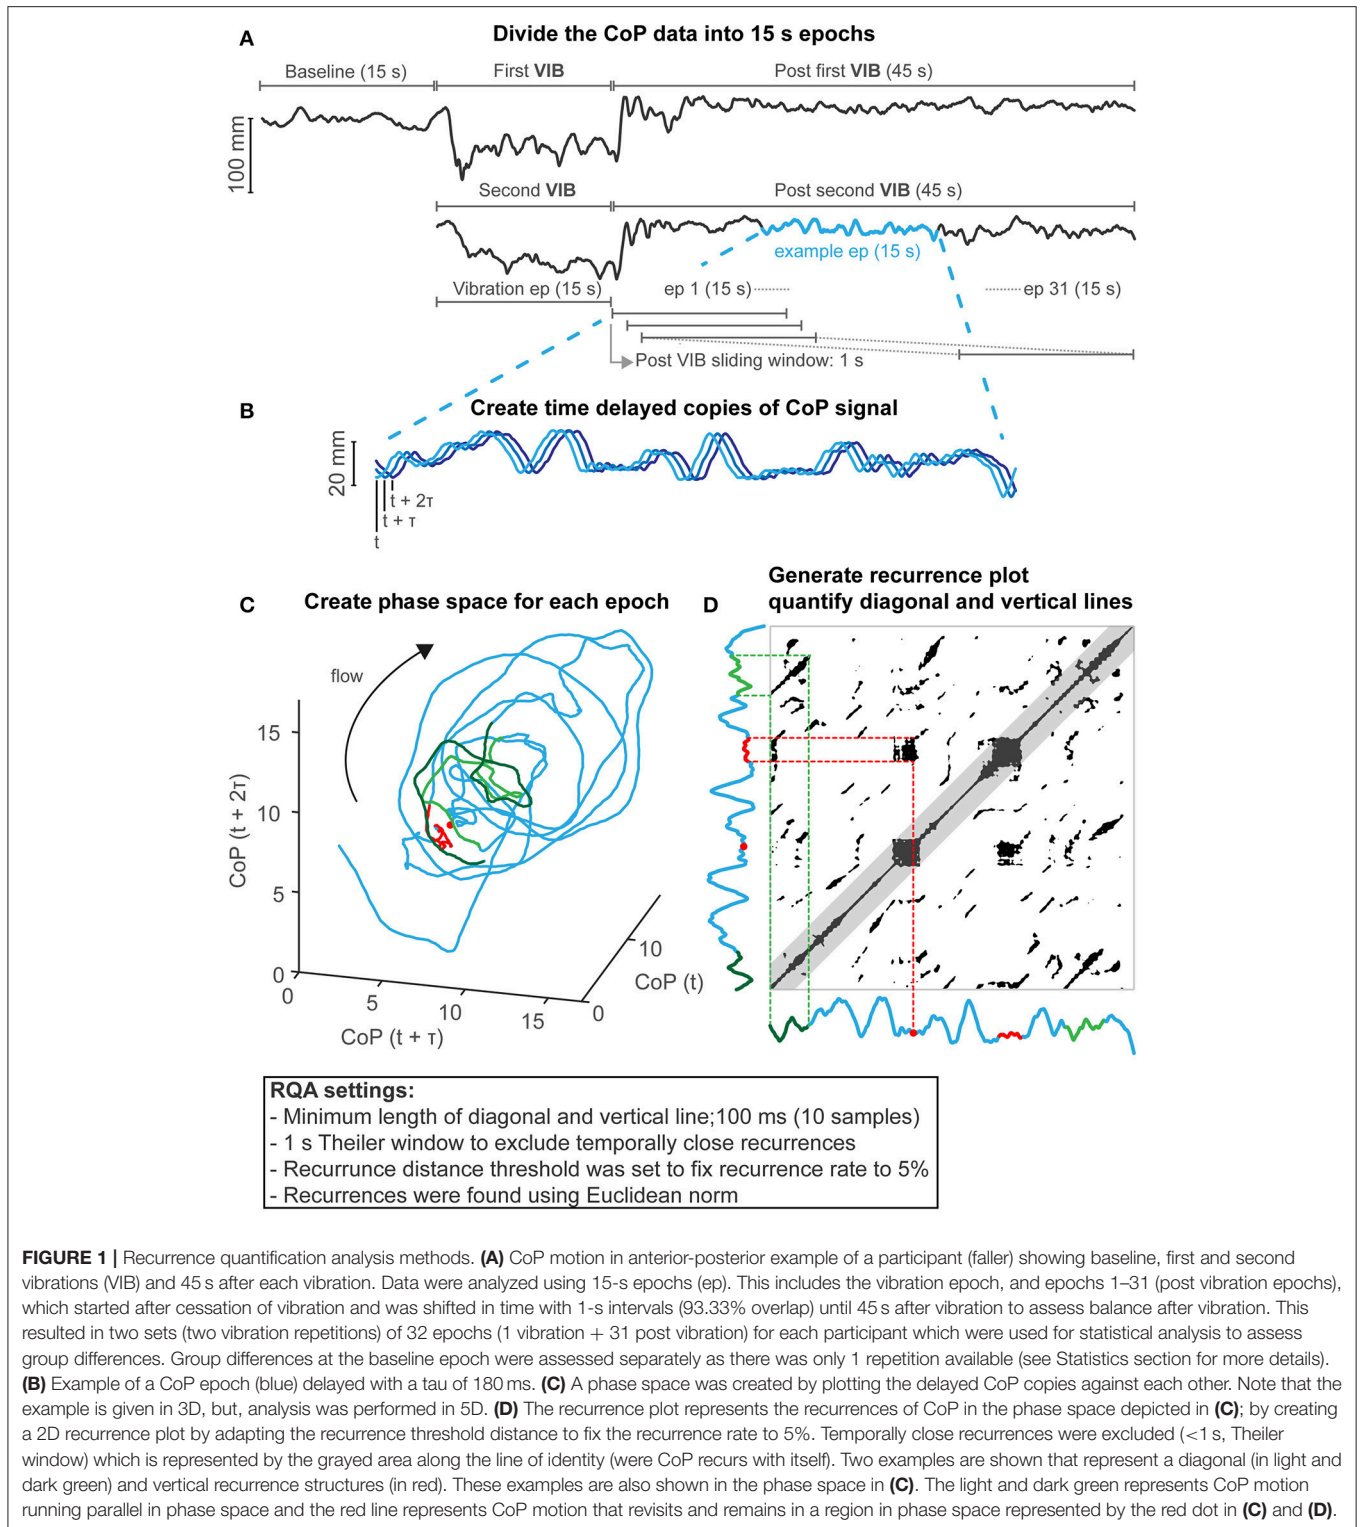 A
Divide the CoP data into 15 s epochs
Baseline (15 s)
First VIB
Post first VIB (45 s)
100 mm
Second VIB
Post second VIB (45 s)
example ep (15 s)
Vibration ep (15 s)
ep 1 (15 s)
ep 31 (15 s)
Post VIB sliding window: 1 s
B
Create time delayed copies of CoP signal
20 mm
t + 2τ
t + τ
t
C
Create phase space for each epoch
flow
15
10
5
0
CoP (t + 2τ)
0
5
10
15
CoP (t + τ)
0
10
CoP (t)
D
Generate recurrence plot
quantify diagonal and vertical lines
RQA settings:
- Minimum length of diagonal and vertical line;100 ms (10 samples)
- 1 s Theiler window to exclude temporally close recurrences
- Recurrunce distance threshold was set to fix recurrence rate to 5%
- Recurrences were found using Euclidean norm
FIGURE 1 | Recurrence quantification analysis methods. (A) CoP motion in anterior-posterior example of a participant (faller) showing baseline, first and second
vibrations (VIB) and 45 s after each vibration. Data were analyzed using 15-s epochs (ep). This includes the vibration epoch, and epochs 1–31 (post vibration epochs),
which started after cessation of vibration and was shifted in time with 1-s intervals (93.33% overlap) until 45 s after vibration to assess balance after vibration. This
resulted in two sets (two vibration repetitions) of 32 epochs (1 vibration + 31 post vibration) for each participant which were used for statistical analysis to assess
group differences. Group differences at the baseline epoch were assessed separately as there was only 1 repetition available (see Statistics section for more details).
(B) Example of a CoP epoch (blue) delayed with a tau of 180 ms. (C) A phase space was created by plotting the delayed CoP copies against each other. Note that the
example is given in 3D, but, analysis was performed in 5D. (D) The recurrence plot represents the recurrences of CoP in the phase space depicted in (C); by creating
a 2D recurrence plot by adapting the recurrence threshold distance to fix the recurrence rate to 5%. Temporally close recurrences were excluded (<1 s, Theiler
window) which is represented by the grayed area along the line of identity (were CoP recurs with itself). Two examples are shown that represent a diagonal (in light and
dark green) and vertical recurrence structures (in red). These examples are also shown in the phase space in (C). The light and dark green represents CoP motion
running parallel in phase space and the red line represents CoP motion that revisits and remains in a region in phase space represented by the red dot in (C) and (D).